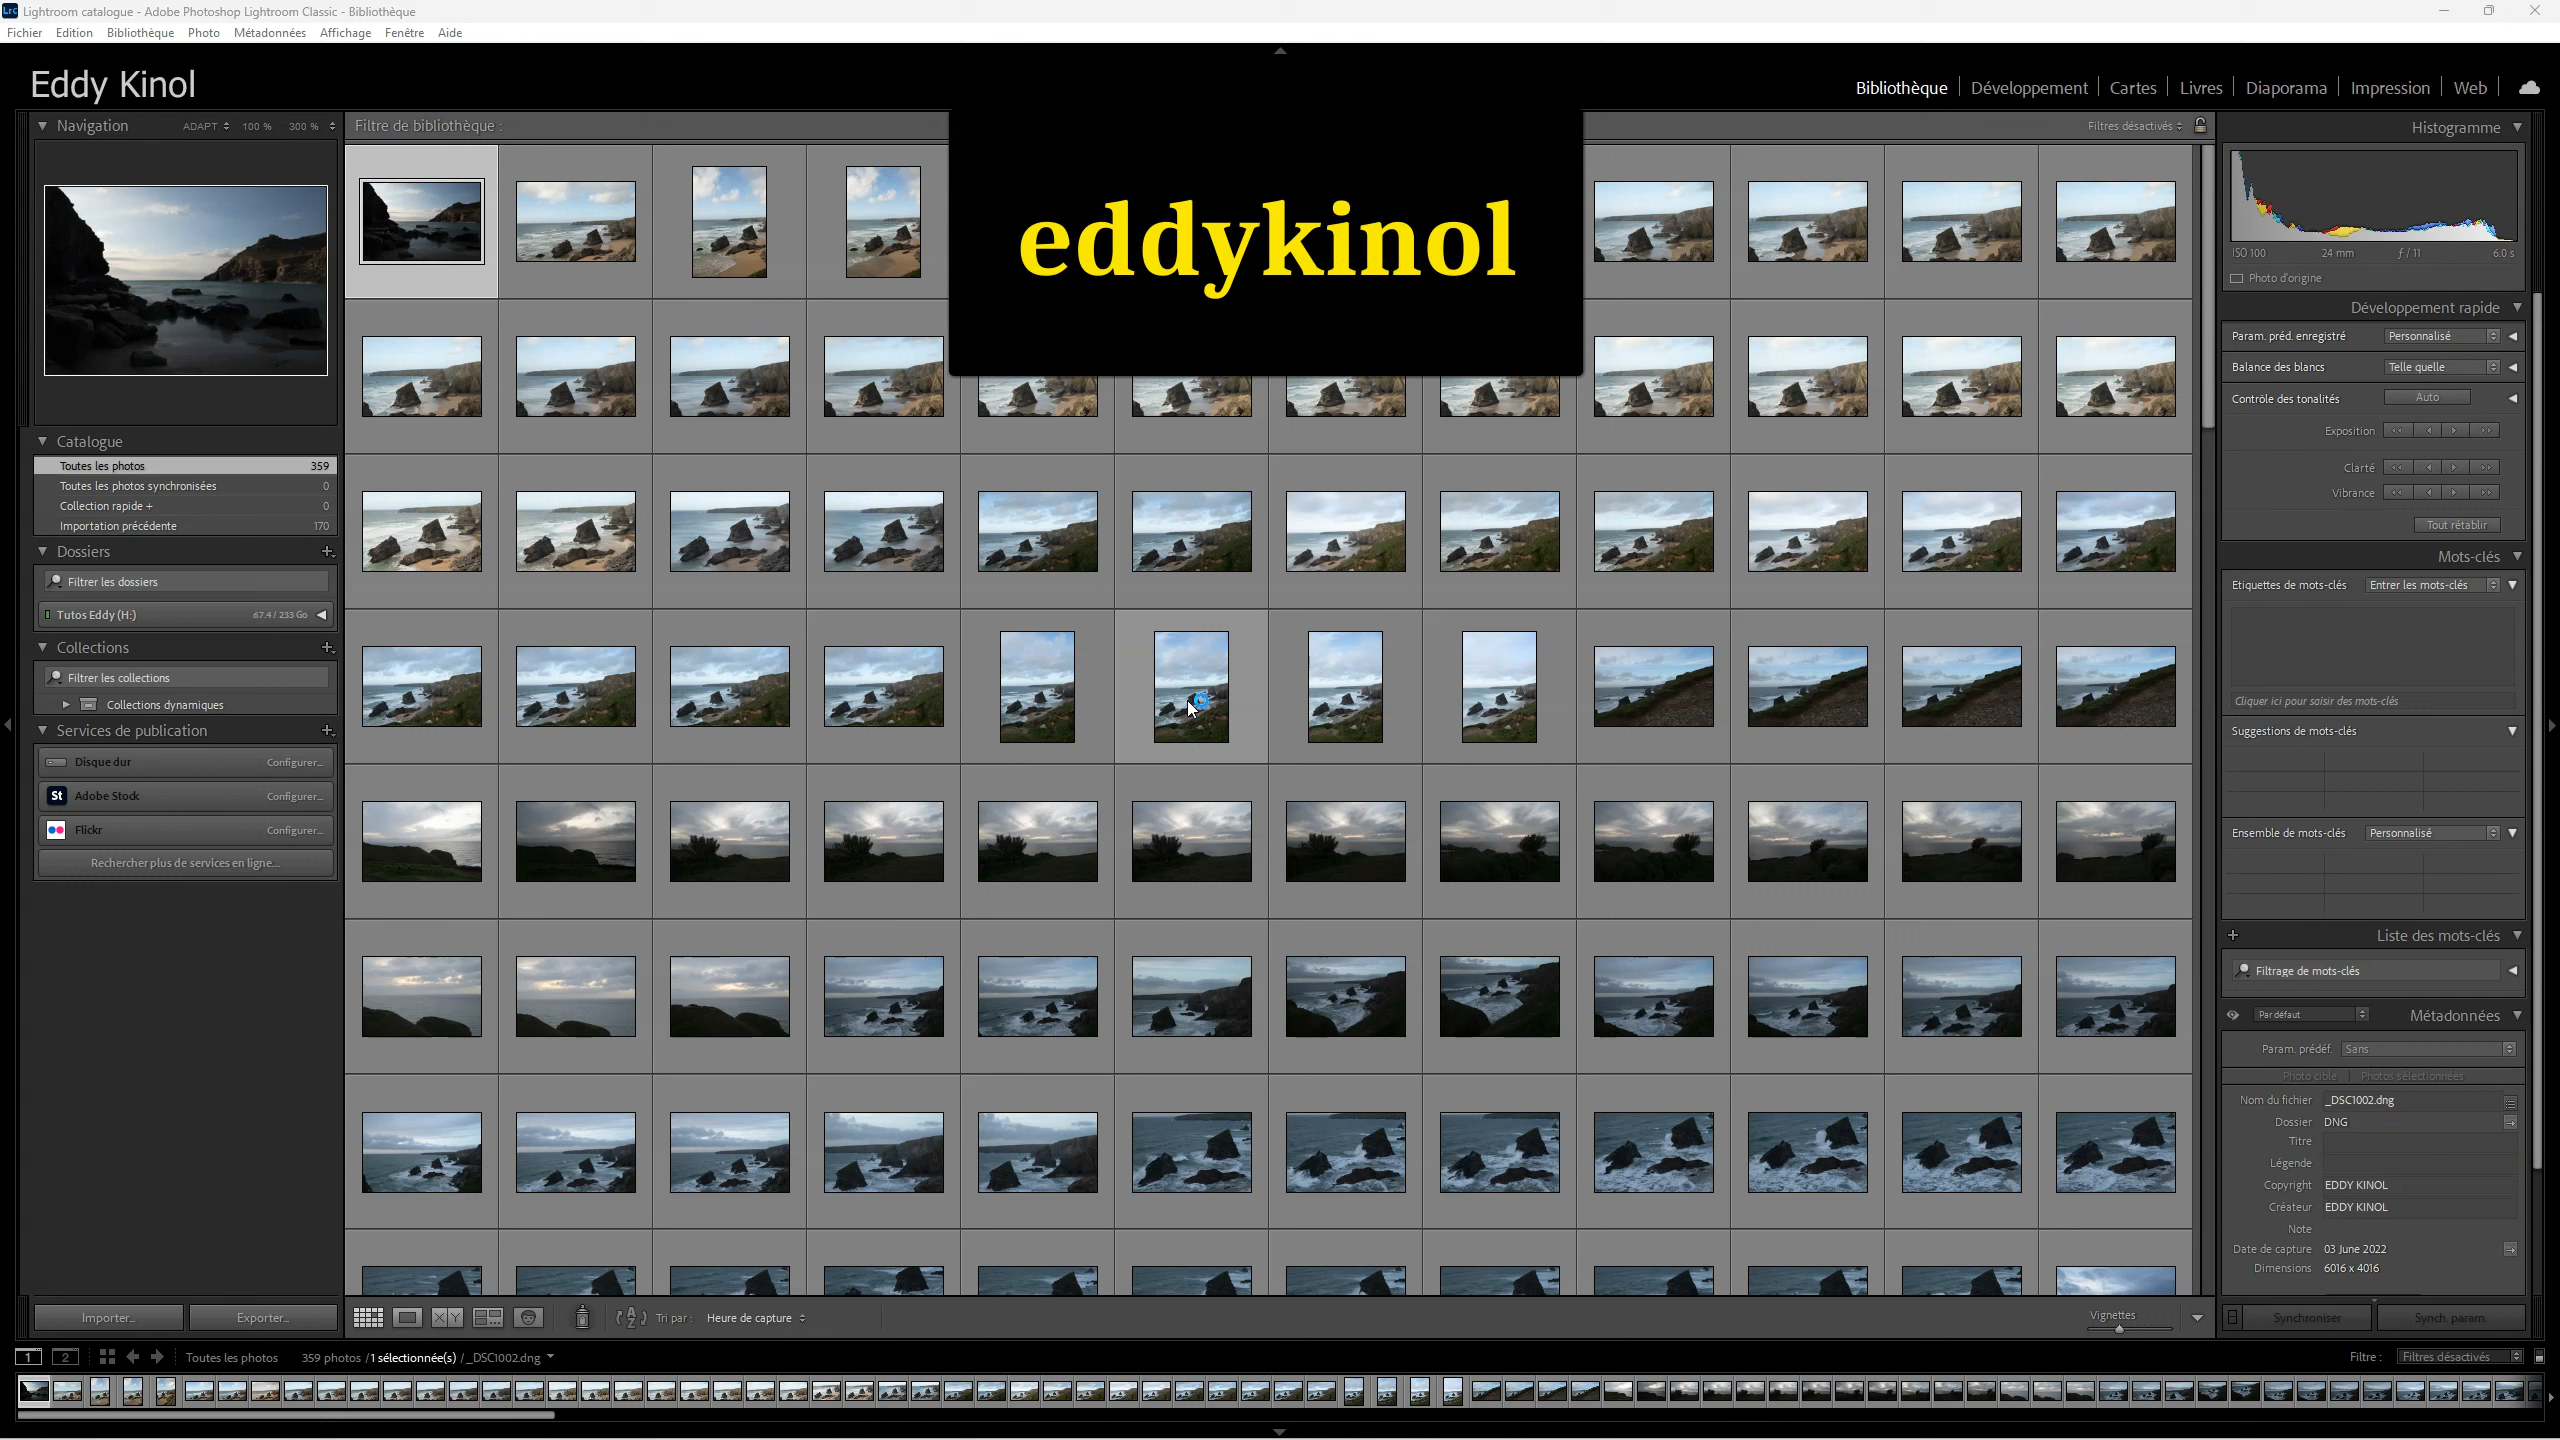 Lrc Lightroom catalogue - Adobe Photoshop Lightroom Classic - Bibliothèque
Fichier Edition Bibliothèque Photo Métadonnées Affichage Fenêtre Aide
Eddy Kinol
Bibliothèque Développement Cartes Livres Diaporama Impression Web
Navigation ADAPT. 100 % 300 %
Filtre de bibliothèque :
Filtres désactivés
eddykinol
Catalogue
Toutes les photos 359
Toutes les photos synchronisées 0
Collection rapide + 0
Importation précédente 170
Dossiers
Filtrer les dossiers
Tutos Eddy (H:) 67.4 / 233 Go
Collections
Filtrer les collections
Collections dynamiques
Services de publication
Disque dur Configurer...
St Adobe Stock Configurer...
Flickr Configurer...
Rechercher plus de services en ligne...
Importer... Exporter...
Histogramme
ISO 100 24 mm ƒ / 11 6.0 s
Photo d'origine
Développement rapide
Param. préd. enregistré Personnalisé
Balance des blancs Telle quelle
Contrôle des tonalités Auto
Exposition
Clarté
Vibrance
Tout rétablir
Mots-clés
Etiquettes de mots-clés Entrer les mots-clés
Cliquer ici pour saisir des mots-clés
Suggestions de mots-clés
Ensemble de mots-clés Personnalisé
Liste des mots-clés
Filtrage de mots-clés
Par défaut Métadonnées
Param. prédéf. Sans
Photo cible Photos sélectionnées
Nom du fichier _DSC1002.dng
Dossier DNG
Titre
Légende
Copyright EDDY KINOL
Créateur EDDY KINOL
Note
Date de capture 03 June 2022
Dimensions 6016 x 4016
Synchroniser Synch. param.
XY AZ Tri par : Heure de capture
Vignettes
1 2 Toutes les photos 359 photos / 1 sélectionnée(s) / _DSC1002.dng
Filtre : Filtres désactivés